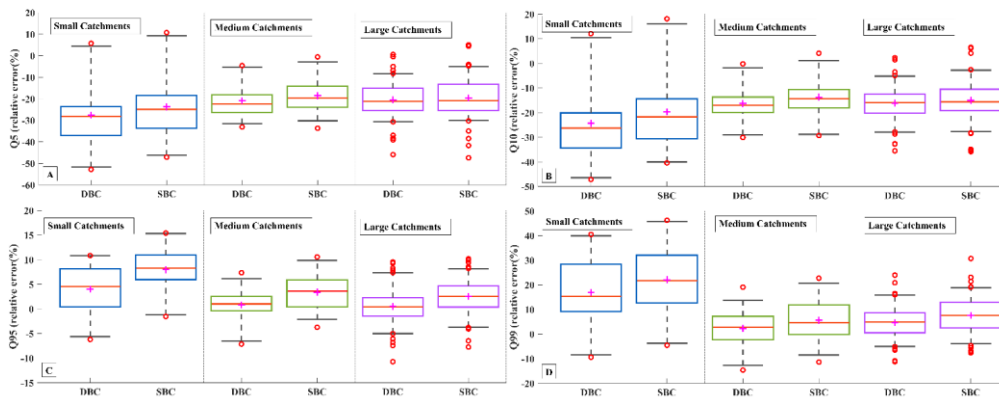 Small Catchments
Medium Catchments
Large Catchments
20
10
0
-10
-20
-30
-40
-50
-60
Q5 (relative error(%)
A
DBC
SBC
DBC
SBC
DBC
SBC
Small Catchments
Medium Catchments
Large Catchments
20
10
0
-10
-20
-30
-40
-50
Q10 (relative error(%)
B
DBC
SBC
DBC
SBC
DBC
SBC
Small Catchments
Medium Catchments
Large Catchments
20
15
10
5
0
-5
-10
-15
Q95 (relative error(%)
C
DBC
SBC
DBC
SBC
DBC
SBC
Small Catchments
Medium Catchments
Large Catchments
50
40
30
20
10
0
-10
-20
Q99 (relative error(%)
D
DBC
SBC
DBC
SBC
DBC
SBC